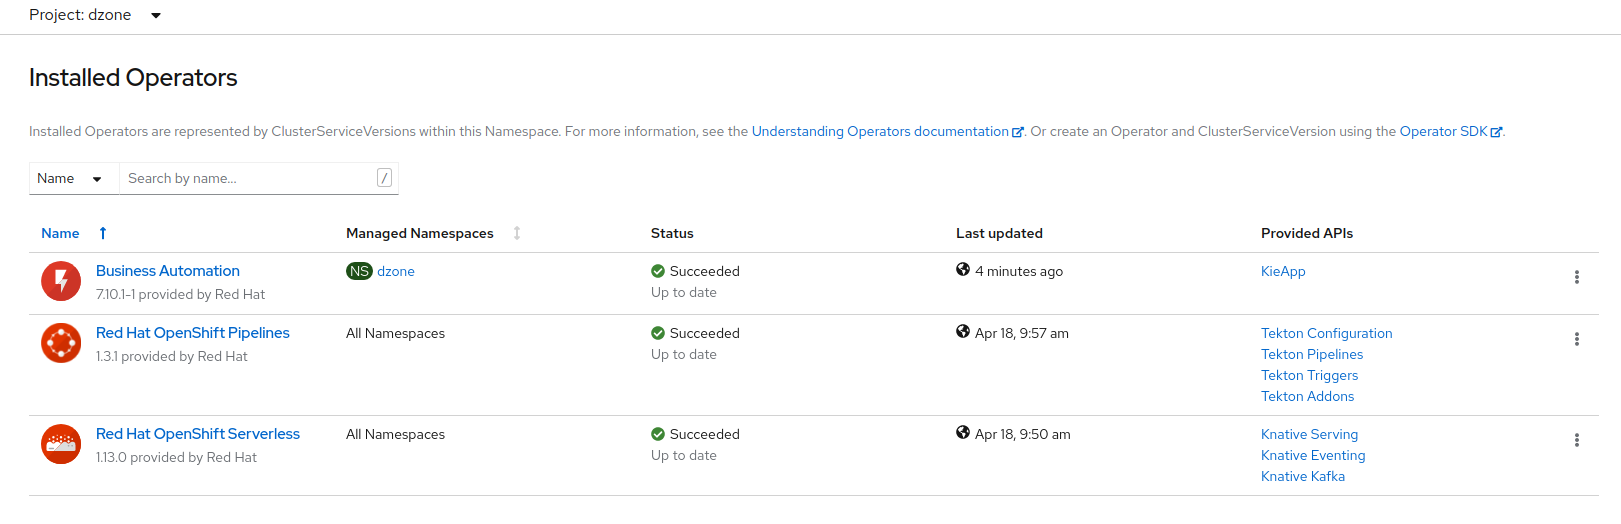 Project: dzone
Installed Operators
Installed Operators are represented by ClusterServiceVersions within this Namespace. For more information, see the Understanding Operators documentation. Or create an Operator and ClusterServiceVersion using the Operator SDK.
Name Search by name... /
Name Managed Namespaces Status Last updated Provided APIs
Business Automation NS dzone Succeeded 4 minutes ago KieApp
7.10.1-1 provided by Red Hat Up to date
Red Hat OpenShift Pipelines All Namespaces Succeeded Apr 18, 9:57 am Tekton Configuration
1.3.1 provided by Red Hat Up to date Tekton Pipelines
Tekton Triggers
Tekton Addons
Red Hat OpenShift Serverless All Namespaces Succeeded Apr 18, 9:50 am Knative Serving
1.13.0 provided by Red Hat Up to date Knative Eventing
Knative Kafka